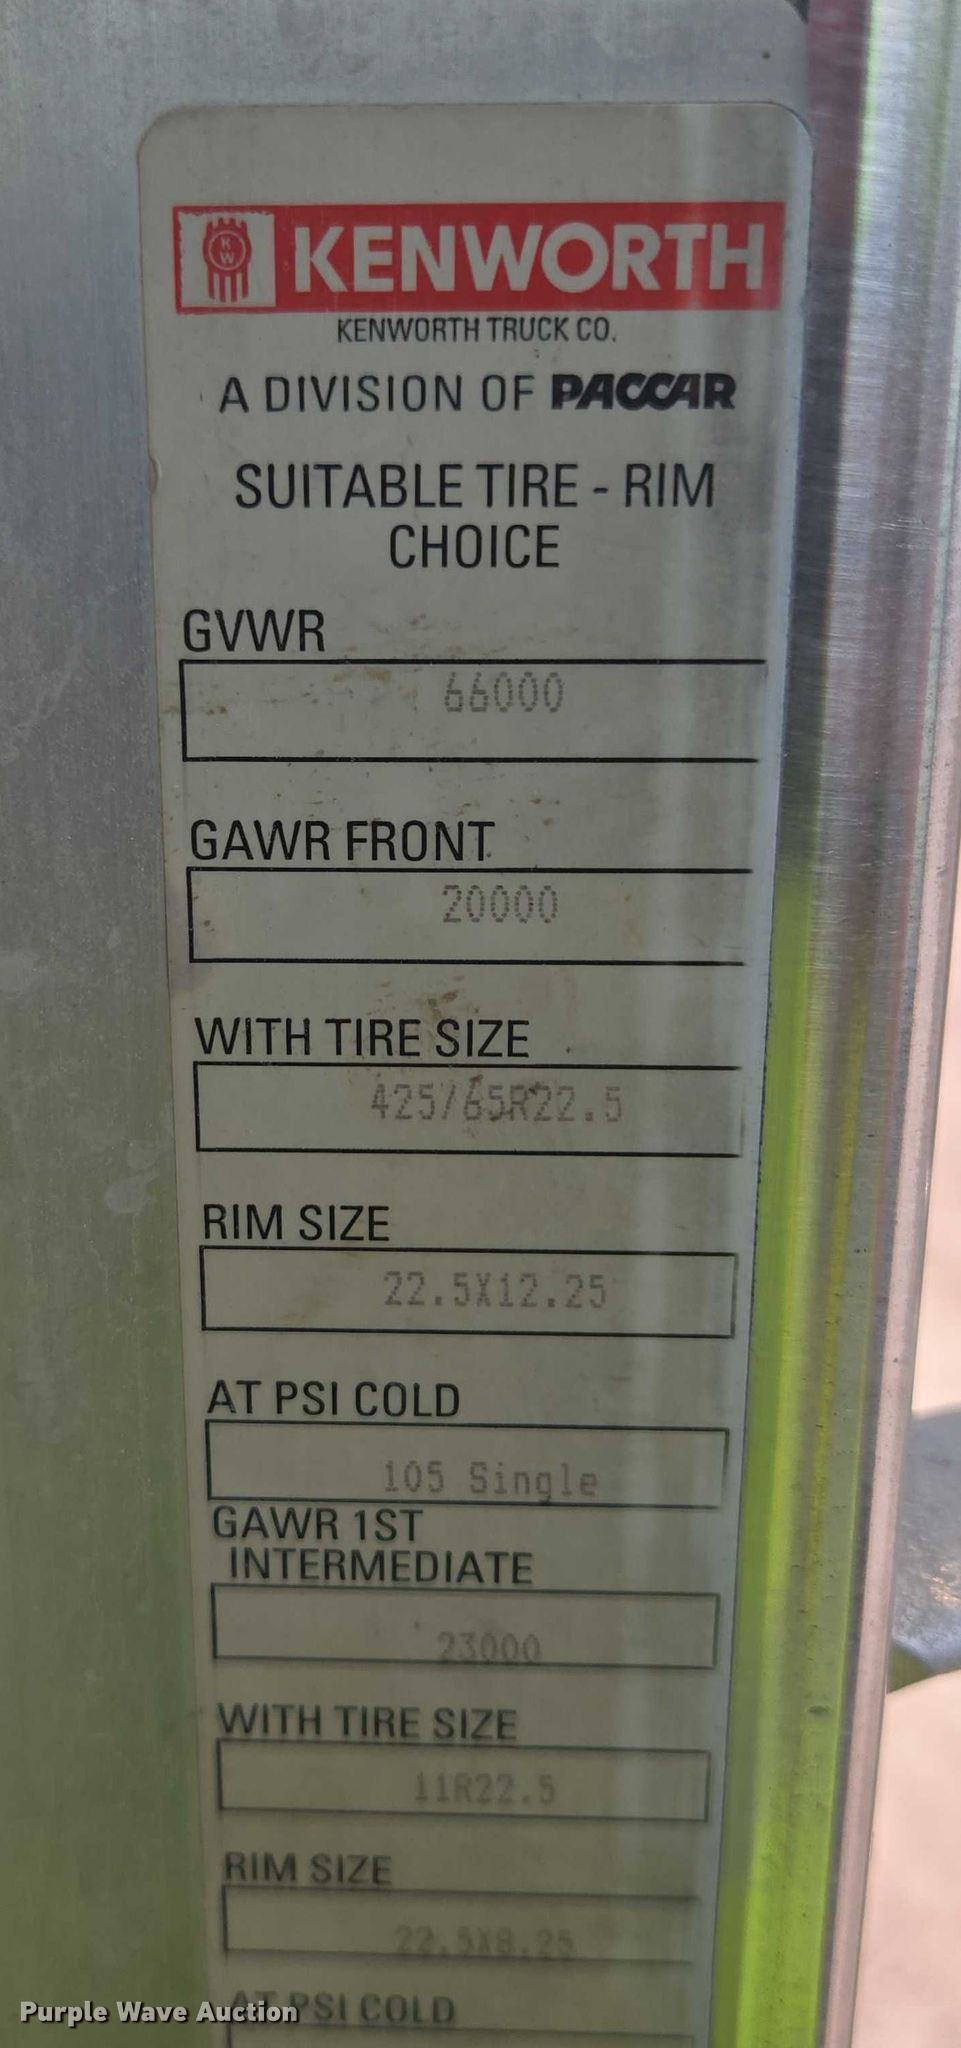 KW KENWORTH
KENWORTH TRUCK CO.
A DIVISION OF PACCAR
SUITABLE TIRE - RIM
CHOICE
GVWR
66000
GAWR FRONT
20000
WITH TIRE SIZE
425/65R22.5
RIM SIZE
22.5X12.25
AT PSI COLD
105 Single
GAWR 1ST
INTERMEDIATE
23000
WITH TIRE SIZE
11R22.5
RIM SIZE
22.5X8.25
AT PSI COLD
Purple Wave Auction